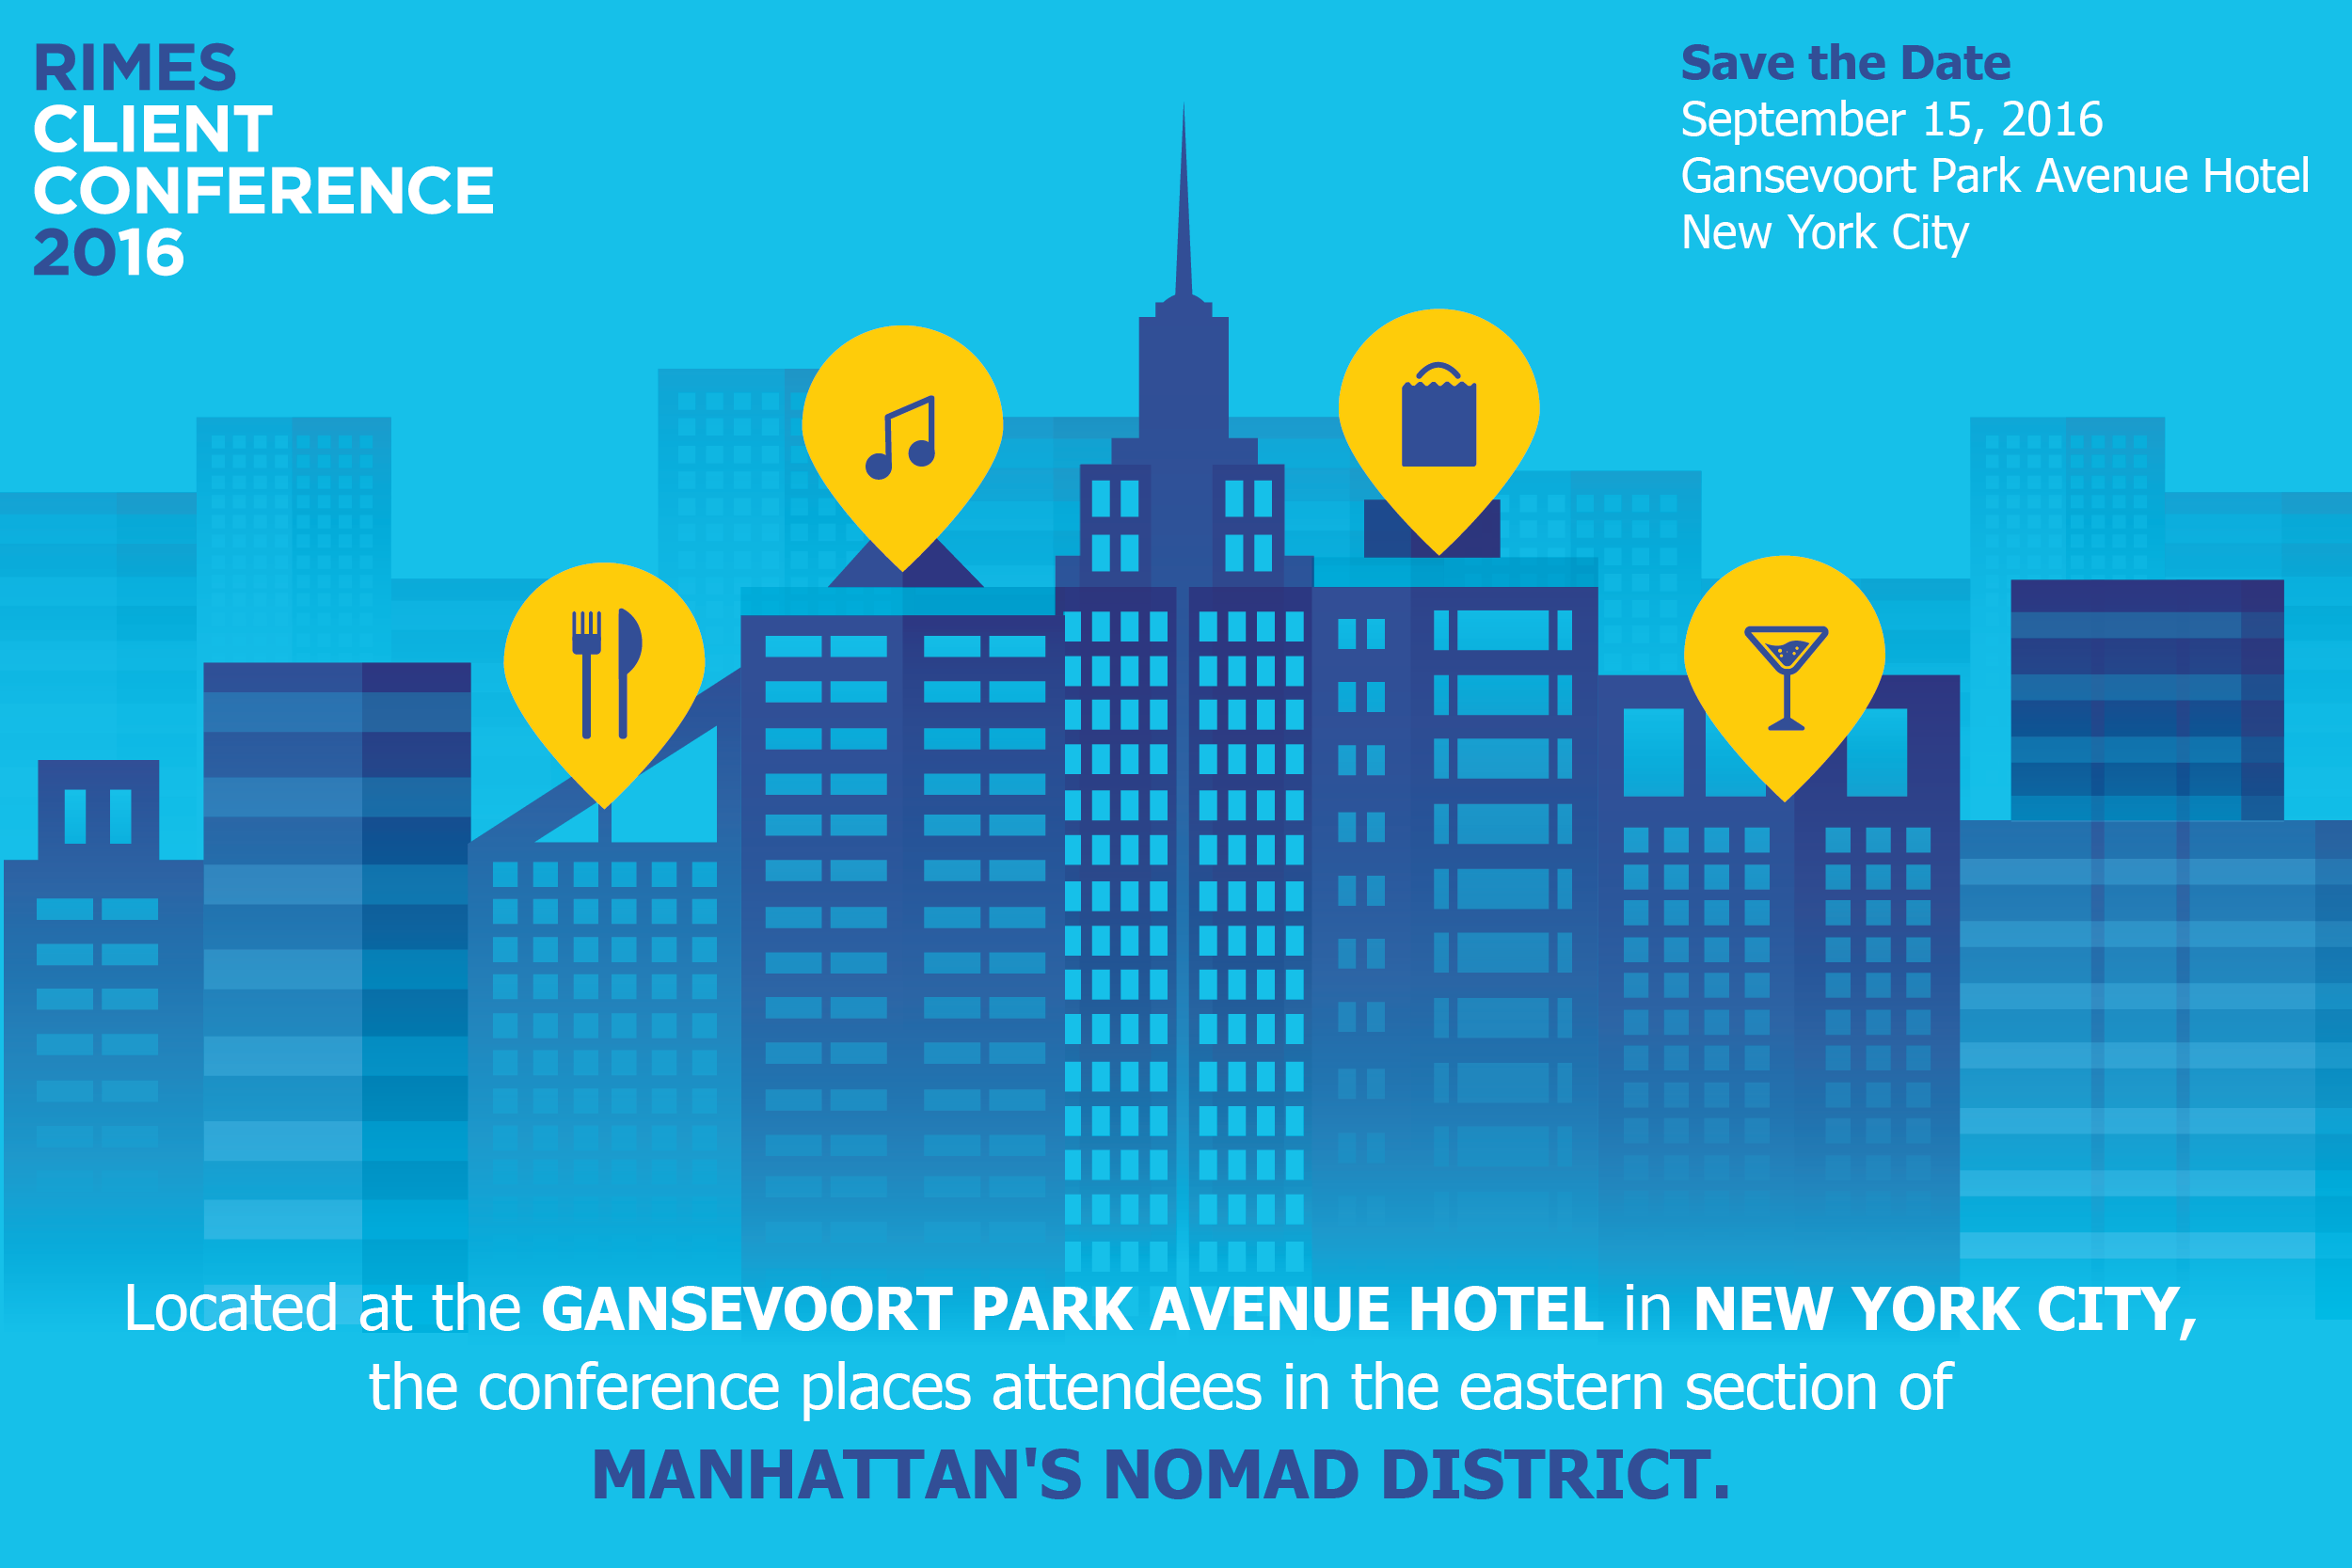 RIMES
CLIENT
CONFERENCE
2016
Save the Date
September 15, 2016
Gansevoort Park Avenue Hotel
New York City
Located at the GANSEVOORT PARK AVENUE HOTEL in NEW YORK CITY,
the conference places attendees in the eastern section of
MANHATTAN'S NOMAD DISTRICT.